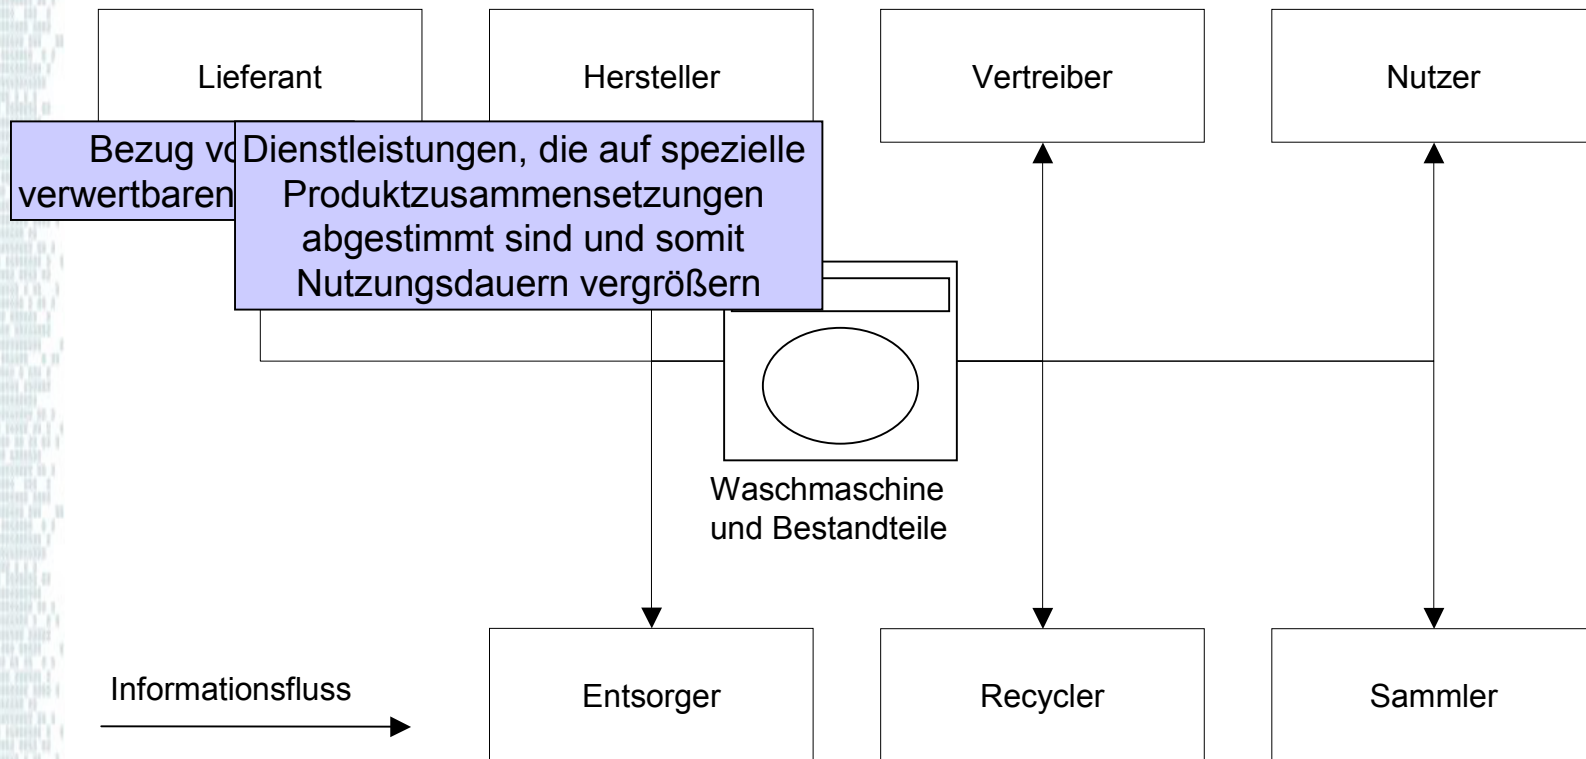 Lieferant
Hersteller
Vertreiber
Nutzer
Bezug
verwertbaren
Dienstleistungen, die auf spezielle
Produktzusammensetzungen
abgestimmt sind und somit
Nutzungsdauern vergrößern
Waschmaschine
und Bestandteile
Informationsfluss
Entsorger
Recycler
Sammler